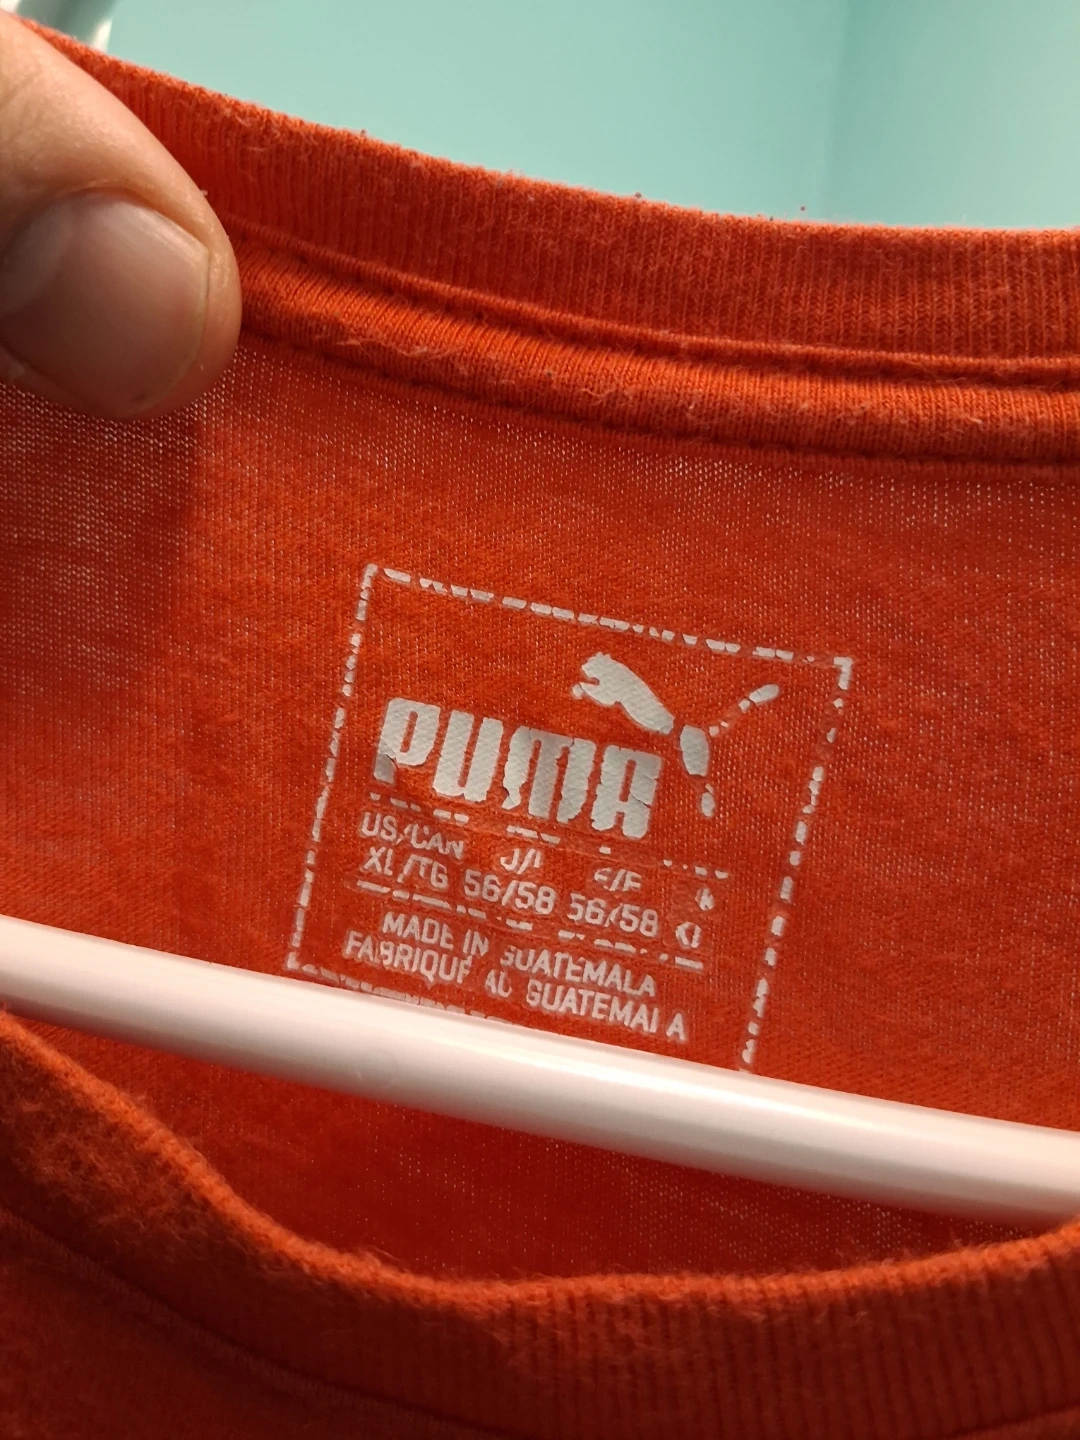 PUMA
US/CAN
XL/TG 56/58 56/58
MADE IN GUATEMALA
FABRIQUE AU GUATEMALA